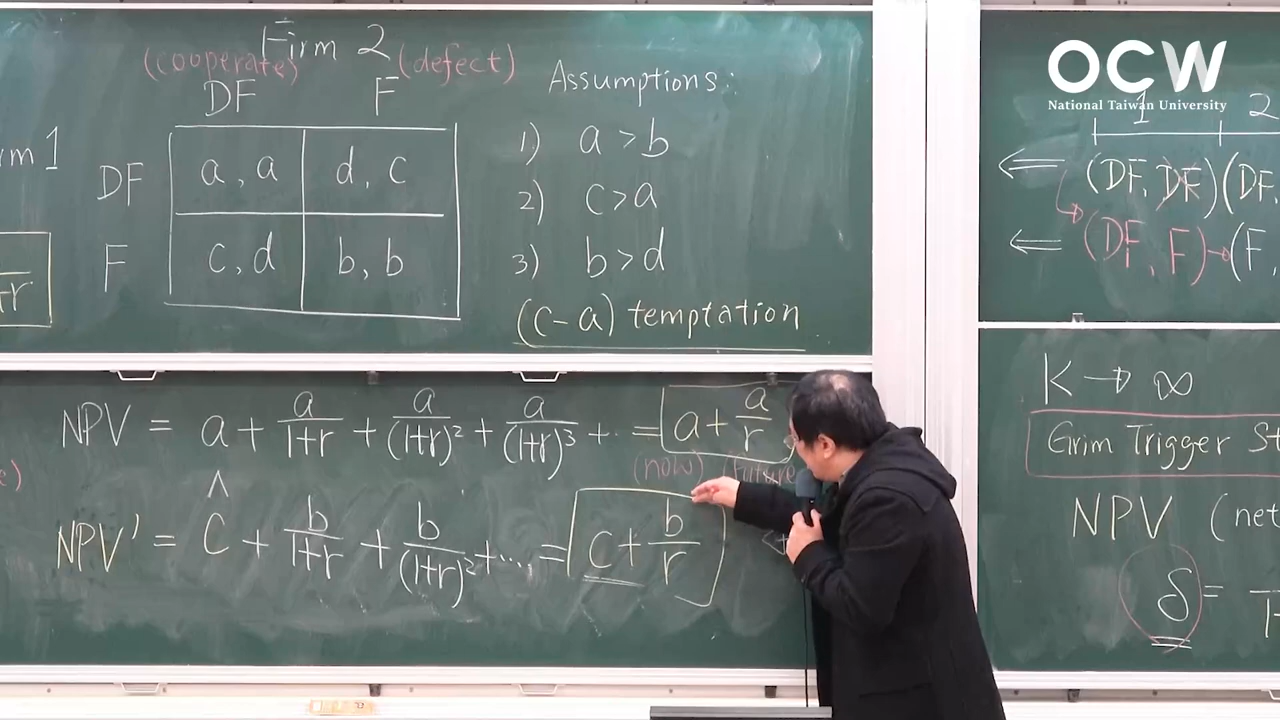 Firm 2
(cooperate) (defect)
DF F
rm 1
DF a, a d, c
F c, d b, b
Assumptions:
1) a > b
2) c > a
3) b > d
(c-a) temptation
+r
NPV = a + a/(1+r) + a/(1+r)² + a/(1+r)³ + ... = a + a/r
(now) (future
e)
∧
NPV' = c + b/(1+r) + b/(1+r)² + .... = c + b/r
OCW
National Taiwan University
1 2
⇐ (DF, DF) (DF,
⇐ (DF, F) → (F,
K → ∞
Grim Trigger St
NPV (net
δ =